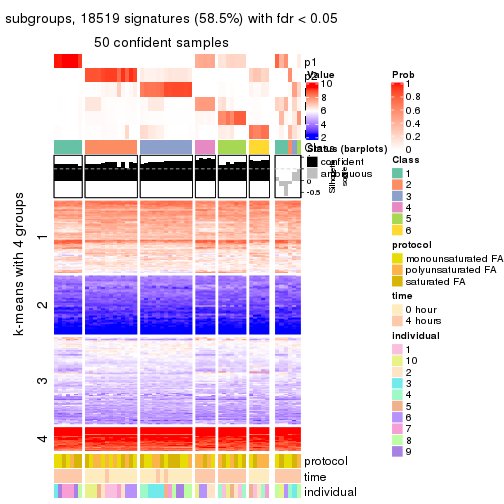 subgroups, 18519 signatures (58.5%) with fdr < 0.05
50 confident samples
p1
Value
10
8
6
4
2
Status (barplots)
confident
ambiguous
-0.5
k-means with 4 groups
1
2
3
4
protocol
time
individual
Prob
1
0.8
0.6
0.4
0.2
0
Class
1
2
3
4
5
6
protocol
monounsaturated FA
polyunsaturated FA
saturated FA
time
0 hour
4 hours
individual
1
10
2
3
4
5
6
7
8
9